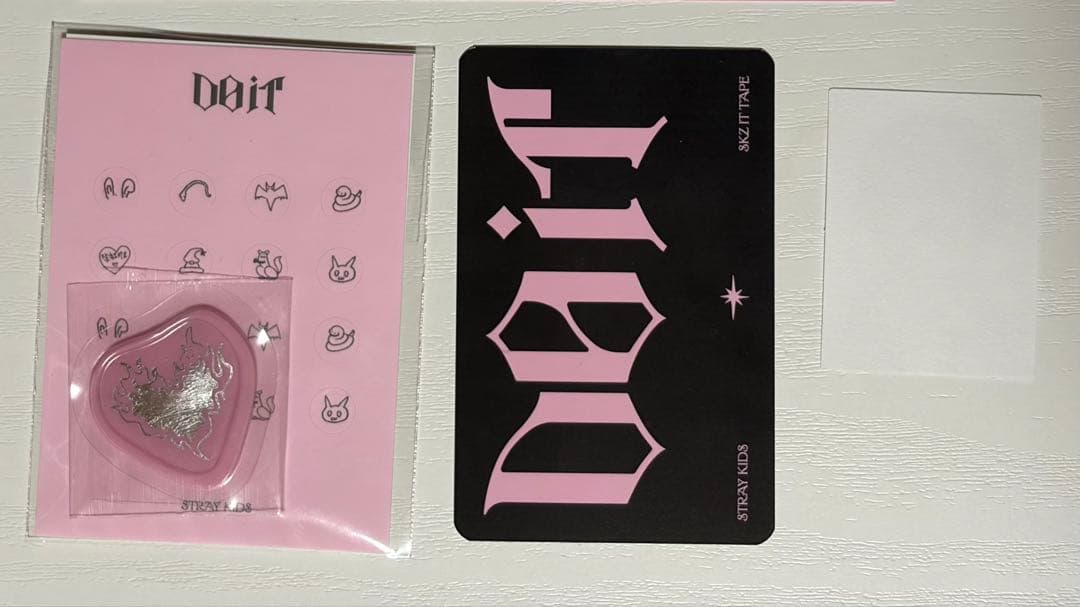 DO iT
STRAY KIDS
DO iT
SKZ IT TAPE
STRAY KIDS